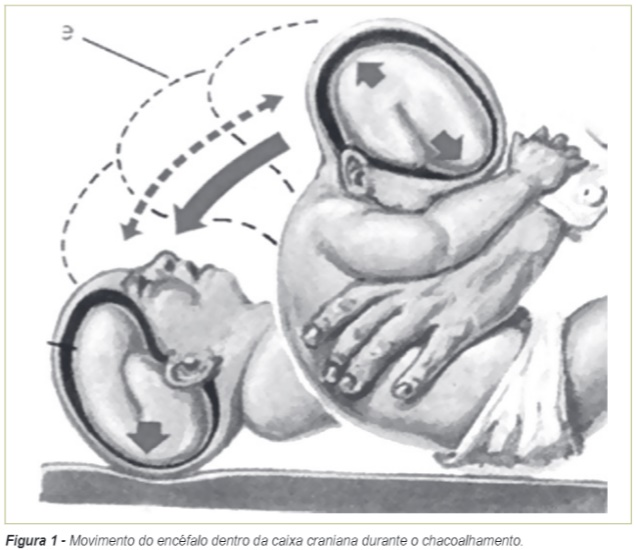 e
Figura 1 - Movimento do encéfalo dentro da caixa craniana durante o chacoalhamento.